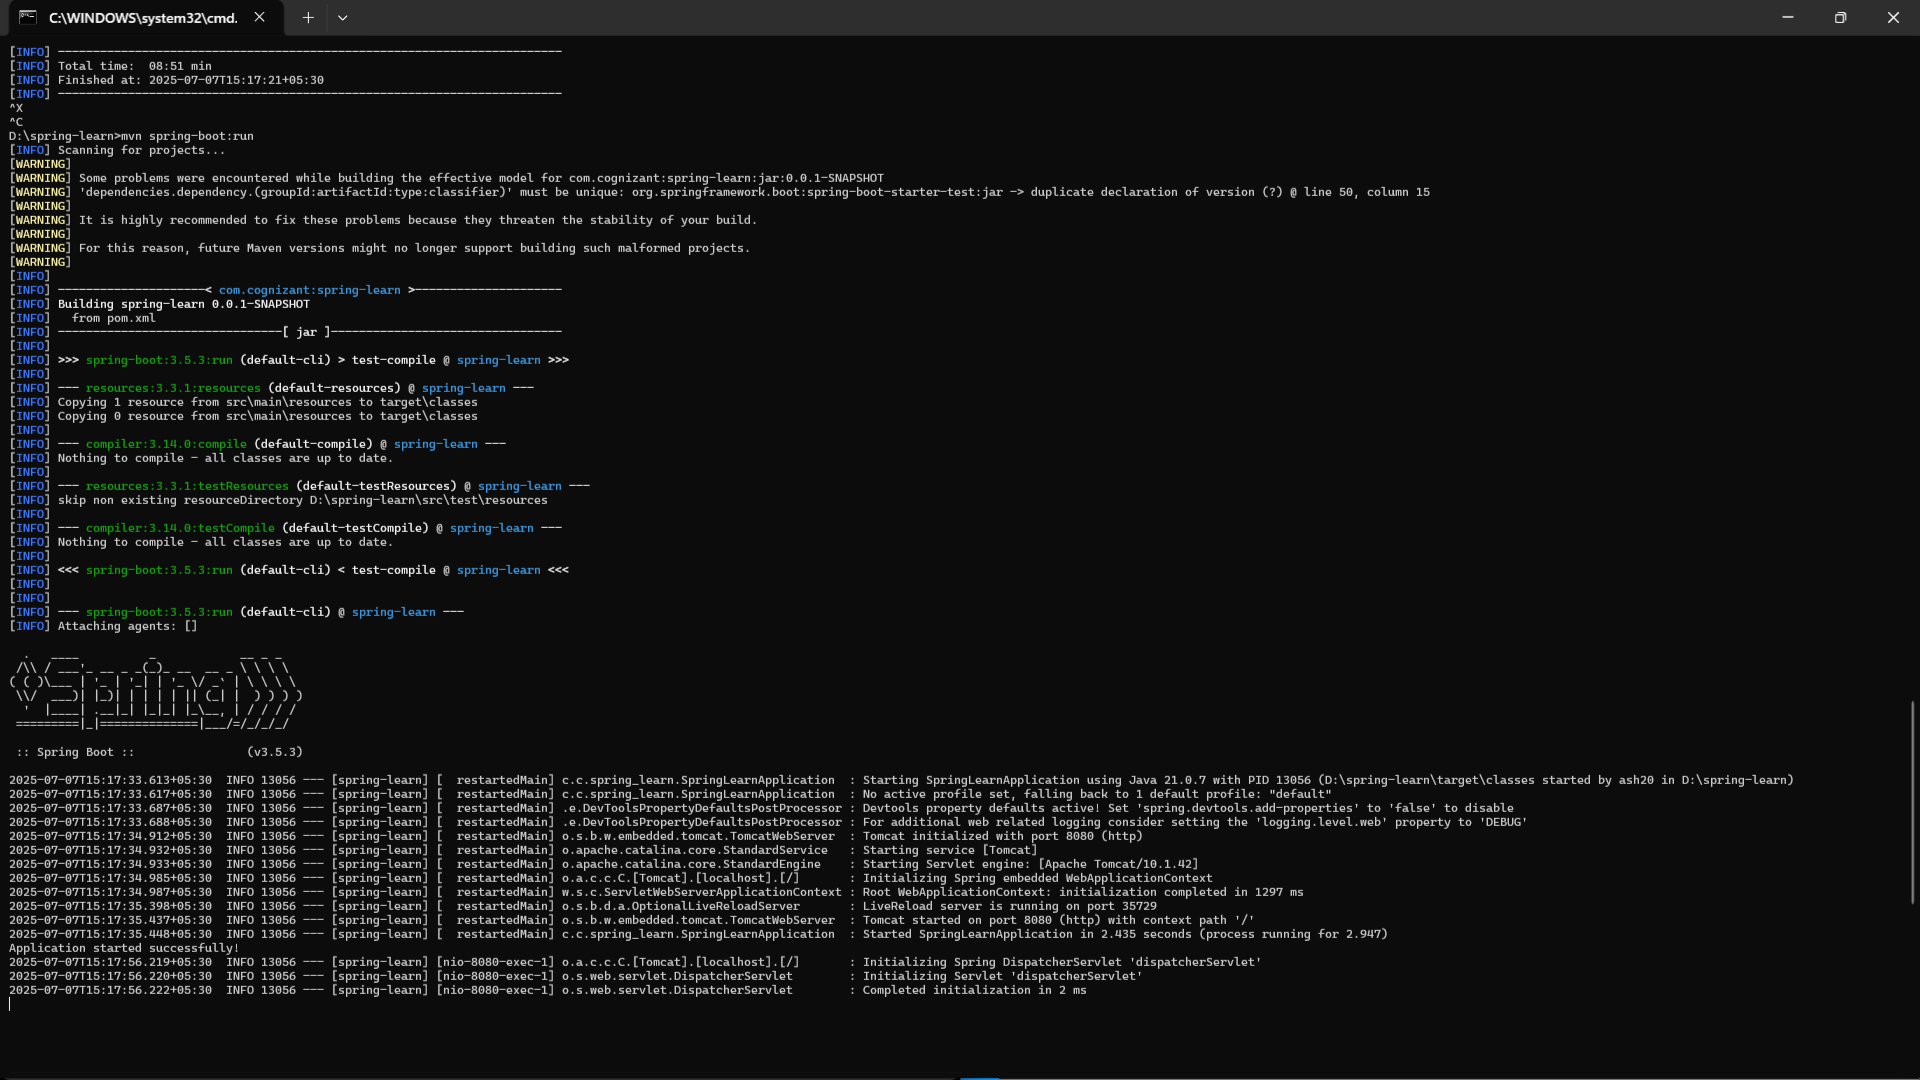 C:\WINDOWS\system32\cmd.
[INFO] ------------------------------------------------------------------------
[INFO] Total time:  08:51 min
[INFO] Finished at: 2025-07-07T15:17:21+05:30
[INFO] ------------------------------------------------------------------------
^X
^C
D:\spring-learn>mvn spring-boot:run
[INFO] Scanning for projects...
[WARNING]
[WARNING] Some problems were encountered while building the effective model for com.cognizant:spring-learn:jar:0.0.1-SNAPSHOT
[WARNING] 'dependencies.dependency.(groupId:artifactId:type:classifier)' must be unique: org.springframework.boot:spring-boot-starter-test:jar -> duplicate declaration of version (?) @ line 50, column 15
[WARNING]
[WARNING] It is highly recommended to fix these problems because they threaten the stability of your build.
[WARNING]
[WARNING] For this reason, future Maven versions might no longer support building such malformed projects.
[WARNING]
[INFO]
[INFO] ---------------------< com.cognizant:spring-learn >---------------------
[INFO] Building spring-learn 0.0.1-SNAPSHOT
[INFO]   from pom.xml
[INFO] --------------------------------[ jar ]---------------------------------
[INFO]
[INFO] >>> spring-boot:3.5.3:run (default-cli) > test-compile @ spring-learn >>>
[INFO]
[INFO] --- resources:3.3.1:resources (default-resources) @ spring-learn ---
[INFO] Copying 1 resource from src\main\resources to target\classes
[INFO] Copying 0 resource from src\main\resources to target\classes
[INFO]
[INFO] --- compiler:3.14.0:compile (default-compile) @ spring-learn ---
[INFO] Nothing to compile - all classes are up to date.
[INFO]
[INFO] --- resources:3.3.1:testResources (default-testResources) @ spring-learn ---
[INFO] skip non existing resourceDirectory D:\spring-learn\src\test\resources
[INFO]
[INFO] --- compiler:3.14.0:testCompile (default-testCompile) @ spring-learn ---
[INFO] Nothing to compile - all classes are up to date.
[INFO]
[INFO] <<< spring-boot:3.5.3:run (default-cli) < test-compile @ spring-learn <<<
[INFO]
[INFO]
[INFO] --- spring-boot:3.5.3:run (default-cli) @ spring-learn ---
[INFO] Attaching agents: []
  .   ____          _            __ _ _
 /\\ / ___'_ __ _ _(_)_ __  __ _ \ \ \ \
( ( )\___ | '_ | '_| | '_ \/ _` | \ \ \ \
 \\/  ___)| |_)| | | | | || (_| |  ) ) ) )
  '  |____| .__|_| |_|_| |_\__, | / / / /
 =========|_|==============|___/=/_/_/_/
 :: Spring Boot ::                (v3.5.3)
2025-07-07T15:17:33.613+05:30  INFO 13056 --- [spring-learn] [  restartedMain] c.c.spring_learn.SpringLearnApplication  : Starting SpringLearnApplication using Java 21.0.7 with PID 13056 (D:\spring-learn\target\classes started by ash20 in D:\spring-learn)
2025-07-07T15:17:33.617+05:30  INFO 13056 --- [spring-learn] [  restartedMain] c.c.spring_learn.SpringLearnApplication  : No active profile set, falling back to 1 default profile: "default"
2025-07-07T15:17:33.687+05:30  INFO 13056 --- [spring-learn] [  restartedMain] .e.DevToolsPropertyDefaultsPostProcessor : Devtools property defaults active! Set 'spring.devtools.add-properties' to 'false' to disable
2025-07-07T15:17:33.688+05:30  INFO 13056 --- [spring-learn] [  restartedMain] .e.DevToolsPropertyDefaultsPostProcessor : For additional web related logging consider setting the 'logging.level.web' property to 'DEBUG'
2025-07-07T15:17:34.912+05:30  INFO 13056 --- [spring-learn] [  restartedMain] o.s.b.w.embedded.tomcat.TomcatWebServer  : Tomcat initialized with port 8080 (http)
2025-07-07T15:17:34.932+05:30  INFO 13056 --- [spring-learn] [  restartedMain] o.apache.catalina.core.StandardService   : Starting service [Tomcat]
2025-07-07T15:17:34.933+05:30  INFO 13056 --- [spring-learn] [  restartedMain] o.apache.catalina.core.StandardEngine    : Starting Servlet engine: [Apache Tomcat/10.1.42]
2025-07-07T15:17:34.985+05:30  INFO 13056 --- [spring-learn] [  restartedMain] o.a.c.c.C.[Tomcat].[localhost].[/]       : Initializing Spring embedded WebApplicationContext
2025-07-07T15:17:34.987+05:30  INFO 13056 --- [spring-learn] [  restartedMain] w.s.c.ServletWebServerApplicationContext : Root WebApplicationContext: initialization completed in 1297 ms
2025-07-07T15:17:35.398+05:30  INFO 13056 --- [spring-learn] [  restartedMain] o.s.b.d.a.OptionalLiveReloadServer       : LiveReload server is running on port 35729
2025-07-07T15:17:35.437+05:30  INFO 13056 --- [spring-learn] [  restartedMain] o.s.b.w.embedded.tomcat.TomcatWebServer  : Tomcat started on port 8080 (http) with context path '/'
2025-07-07T15:17:35.448+05:30  INFO 13056 --- [spring-learn] [  restartedMain] c.c.spring_learn.SpringLearnApplication  : Started SpringLearnApplication in 2.435 seconds (process running for 2.947)
Application started successfully!
2025-07-07T15:17:56.219+05:30  INFO 13056 --- [spring-learn] [nio-8080-exec-1] o.a.c.c.C.[Tomcat].[localhost].[/]       : Initializing Spring DispatcherServlet 'dispatcherServlet'
2025-07-07T15:17:56.220+05:30  INFO 13056 --- [spring-learn] [nio-8080-exec-1] o.s.web.servlet.DispatcherServlet        : Initializing Servlet 'dispatcherServlet'
2025-07-07T15:17:56.222+05:30  INFO 13056 --- [spring-learn] [nio-8080-exec-1] o.s.web.servlet.DispatcherServlet        : Completed initialization in 2 ms